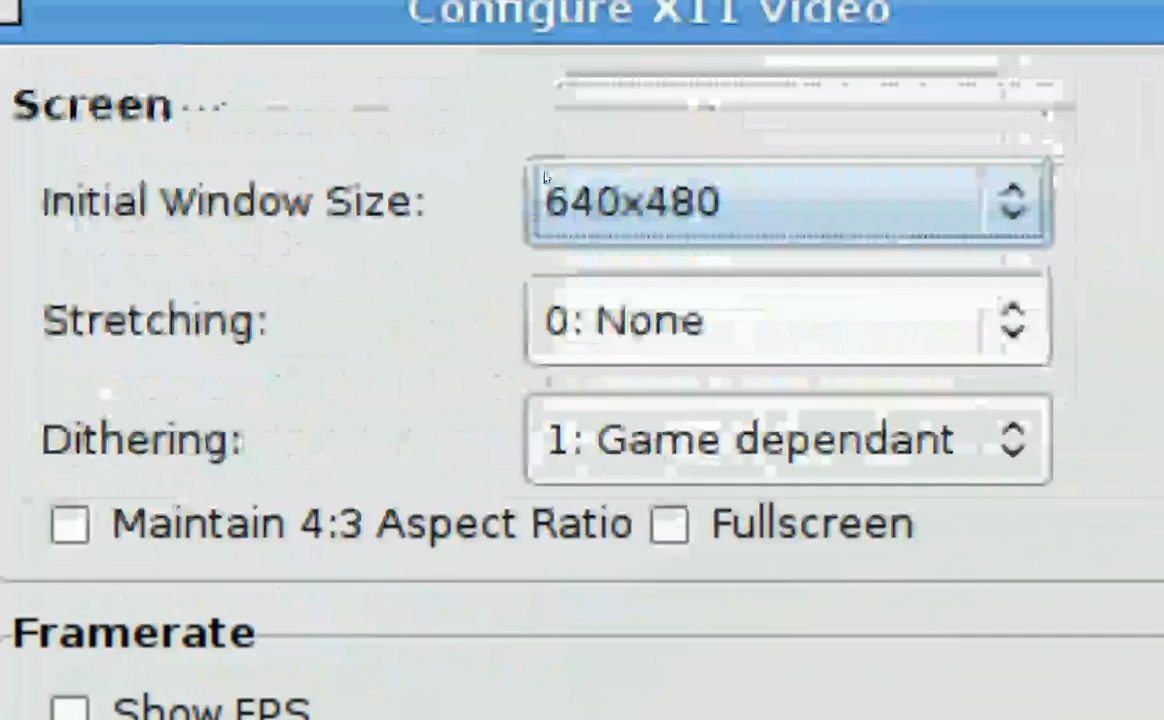 Configure X11 Video
Screen
Initial Window Size: 640x480
Stretching: 0: None
Dithering: 1: Game dependant
Maintain 4:3 Aspect Ratio Fullscreen
Framerate
Show FPS